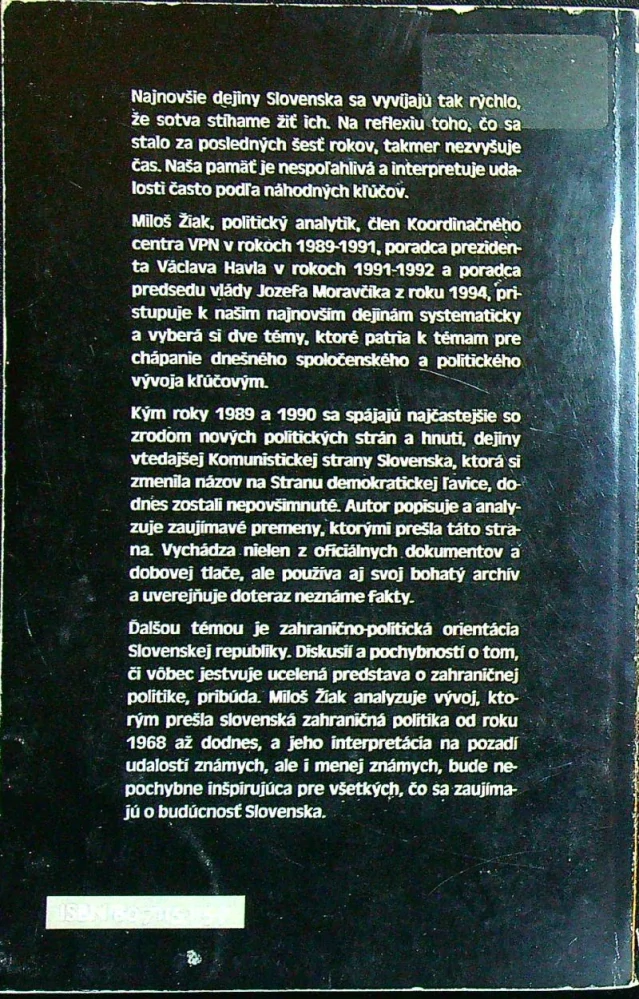 Najnovšie dejiny Slovenska sa vyvíjajú tak rýchlo,
že sotva stíhame žiť ich. Na reflexiu toho, čo sa
stalo za posledných šesť rokov, takmer nezvyšuje
čas. Naša pamäť je nespoľahlivá a interpretuje uda-
losti často podľa náhodných kľúčov.
Miloš Žiak, politický analytik, člen Koordinačného
centra VPN v rokoch 1989-1991, poradca preziden-
ta Václava Havla v rokoch 1991-1992 a poradca
predsedu vlády Jozefa Moravčíka z roku 1994, pri-
stupuje k našim najnovším dejinám systematicky
a vyberá si dve témy, ktoré patria k témam pre
chápanie dnešného spoločenského a politického
vývoja kľúčovým.
Kým roky 1989 a 1990 sa spájajú najčastejšie so
zrodom nových politických strán a hnutí, dejiny
vtedajšej Komunistickej strany Slovenska, ktorá si
zmenila názov na Stranu demokratickej ľavice, do-
dnes zostali nepovšimnuté. Autor popisuje a analy-
zuje zaujímavé premeny, ktorými prešla táto stra-
na. Vychádza nielen z oficiálnych dokumentov a
dobovej tlače, ale používa aj svoj bohatý archív
a uverejňuje doteraz neznáme fakty.
Ďalšou témou je zahranično-politická orientácia
Slovenskej republiky. Diskusií a pochybností o tom,
či vôbec jestvuje ucelená predstava o zahraničnej
politike, pribúda. Miloš Žiak analyzuje vývoj, kto-
rým prešla slovenská zahraničná politika od roku
1968 až dodnes, a jeho interpretácia na pozadí
udalostí známych, ale i menej známych, bude ne-
pochybne inšpirujúca pre všetkých, čo sa zaujíma-
jú o budúcnosť Slovenska.
ISBN